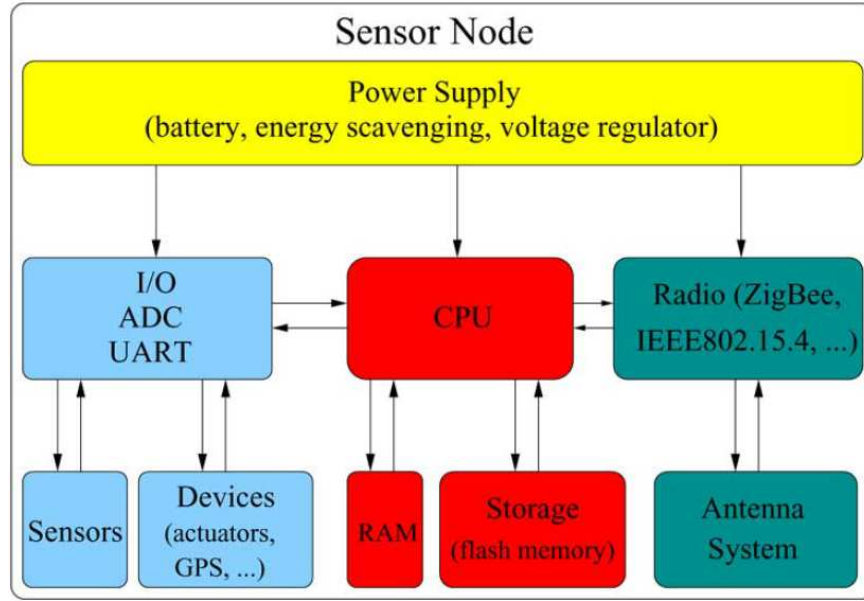 Sensor Node
Power Supply
(battery, energy scavenging, voltage regulator)
I/O
ADC
UART
CPU
Radio (ZigBee,
IEEE802.15.4, ...)
Sensors
Devices
(actuators,
GPS, ...)
RAM
Storage
(flash memory)
Antenna
System